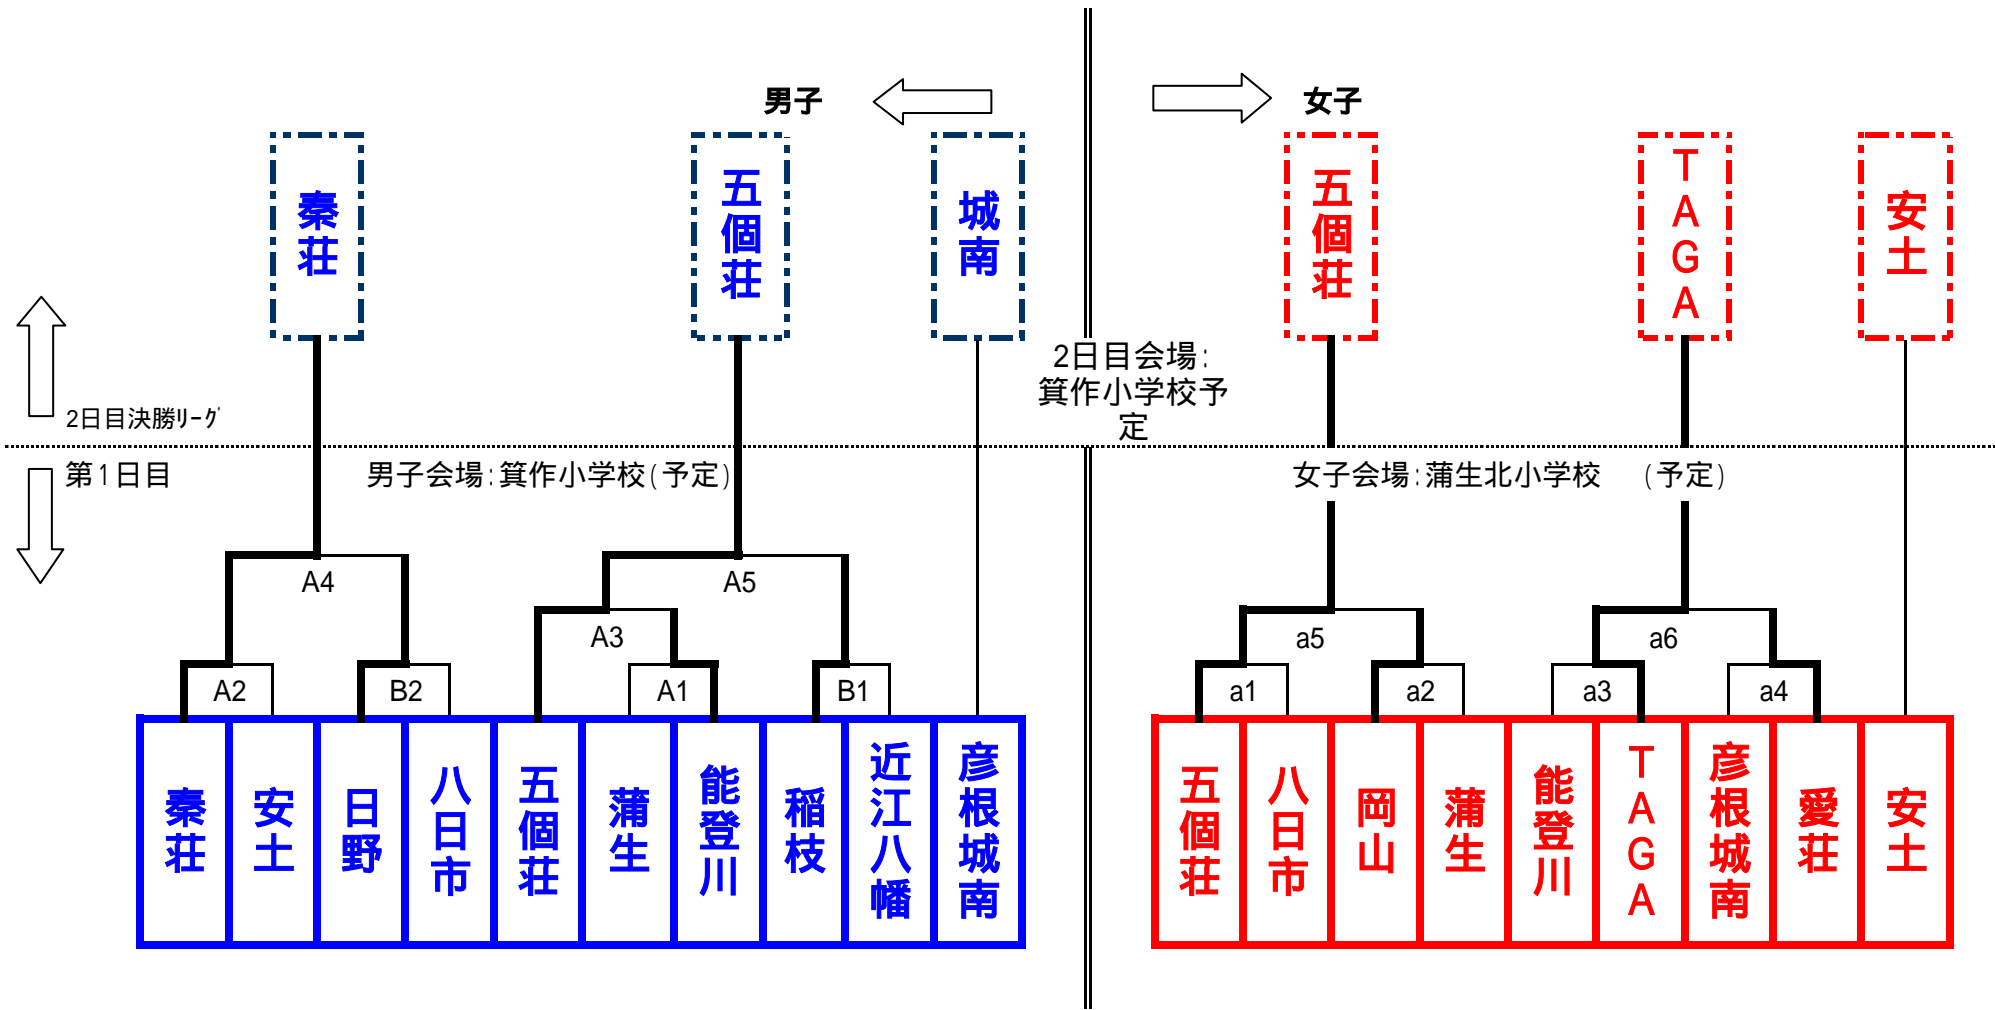 男子
女子
秦荘
五個荘
城南
五個荘
TAGA
安土
2日目会場:
箕作小学校予
定
2日目決勝ﾘｰｸﾞ
第1日目
男子会場:箕作小学校(予定)
女子会場:蒲生北小学校 (予定)
A4
A5
A3
a5
a6
A2
B2
A1
B1
a1
a2
a3
a4
秦荘
安土
日野
八日市
五個荘
蒲生
能登川
稲枝
近江八幡
彦根城南
五個荘
八日市
岡山
蒲生
能登川
TAGA
彦根城南
愛荘
安土